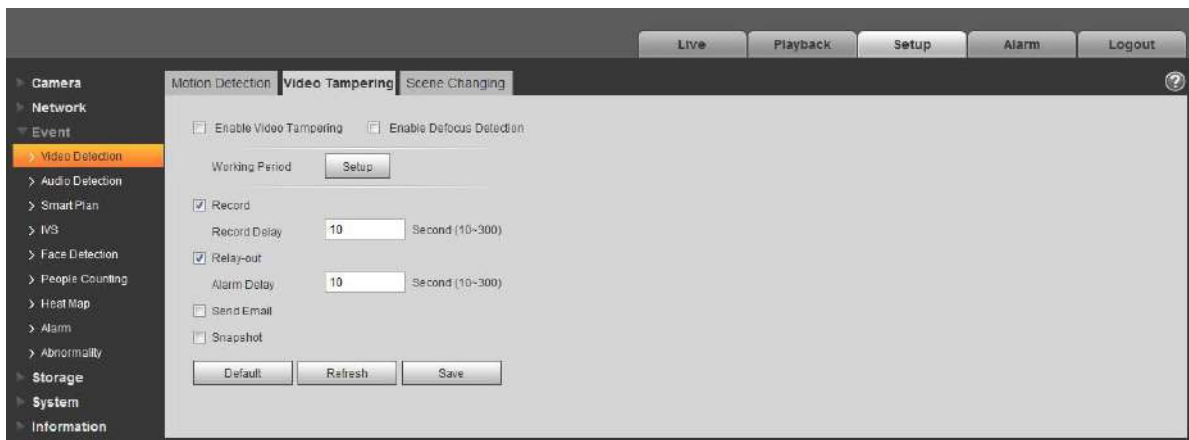 Live Playback Setup Alarm Logout
Camera
Network
Event
Video Detection
Audio Detection
Smart Plan
IVS
Face Detection
People Counting
Heat Map
Alarm
Abnormality
Storage
System
Information
Motion Detection Video Tampering Scene Changing ?
Enable Video Tampering Enable Defocus Detection
Working Period Setup
Record
Record Delay 10 Second (10~300)
Relay-out
Alarm Delay 10 Second (10~300)
Send Email
Snapshot
Default Refresh Save